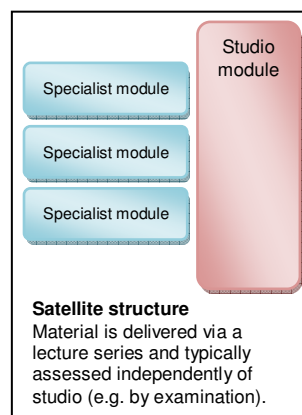 Studio
module
Specialist module
Specialist module
Specialist module
Satellite structure
Material is delivered via a
lecture series and typically
assessed independently of
studio (e.g. by examination).